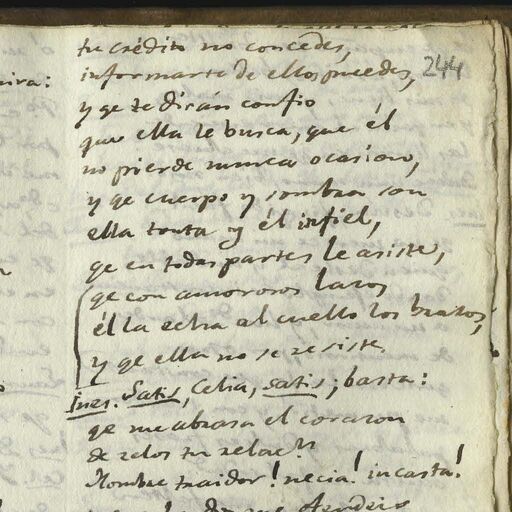 tu crédito no concedes,
informarte de ellos puedes, 244
y qe te dirán confio
que ella le busca, que él
no pierde nunca ocasion,
y qe cuerpo y sombra son
ella tonta y él infiel,
qe en todas partes le asiste,
qe con amorosos lazos
él la echa al cuello los brazos,
y qe ella no se resiste.
Ines. Satis, Celia, satis; basta:
qe me abrasa el corazon
de zelos tu relacn
Hombre traidor! necia! incasta!